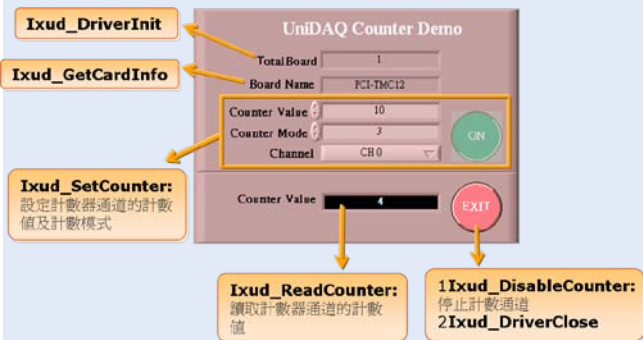 Ixud_DriverInit
UniDAQ Counter Demo
Total Board
1
Ixud_GetCardInfo
Board Name
PCI-TMC12
Counter Value
10
Counter Mode
3
ON
Channel
CH 0
Ixud_SetCounter:
設定計數器通道的計數
值及計數模式
Counter Value
4
EXIT
Ixud_ReadCounter:
讀取計數器通道的計數
值
1Ixud_DisableCounter:
停止計數通道
2Ixud_DriverClose